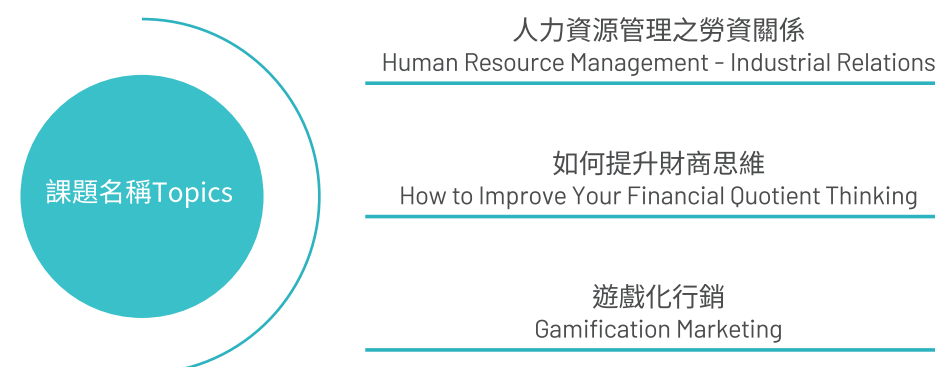 課題名稱Topics
人力資源管理之勞資關係
Human Resource Management - Industrial Relations
如何提升財商思維
How to Improve Your Financial Quotient Thinking
遊戲化行銷
Gamification Marketing